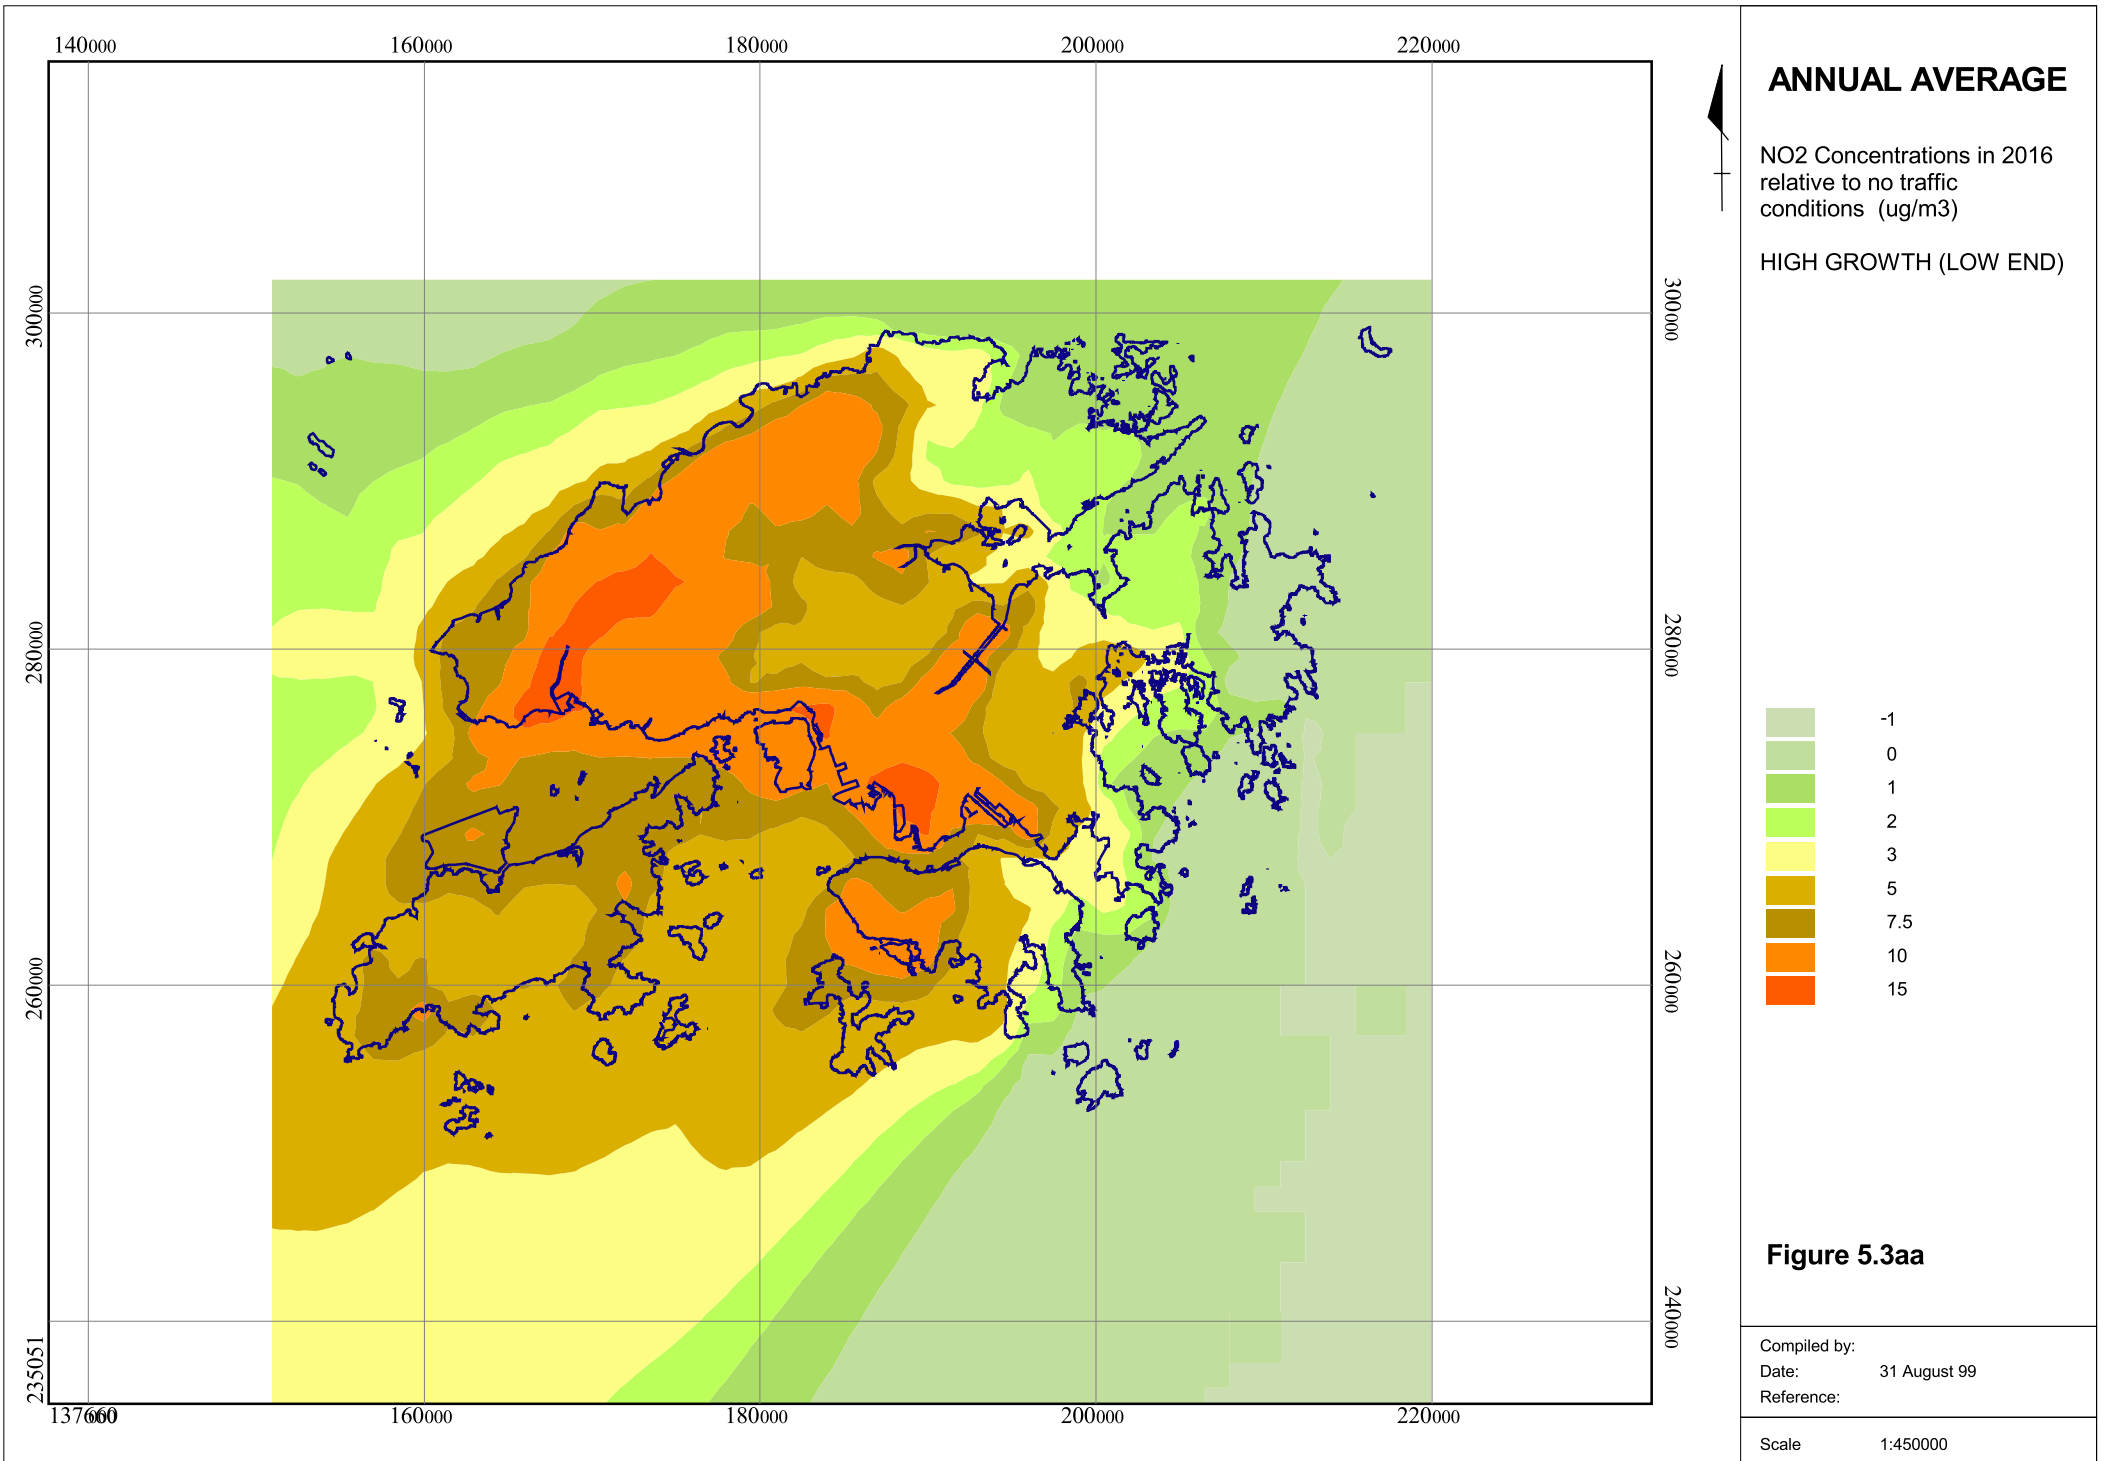 140000 160000 180000 200000 220000
300000
280000
260000
240000
235051
300000
280000
260000
240000
160000 180000 200000 220000
ANNUAL AVERAGE
NO2 Concentrations in 2016
relative to no traffic
conditions (ug/m3)
HIGH GROWTH (LOW END)
-1
0
1
2
3
5
7.5
10
15
Figure 5.3aa
Compiled by:
Date: 31 August 99
Reference:
Scale 1:450000